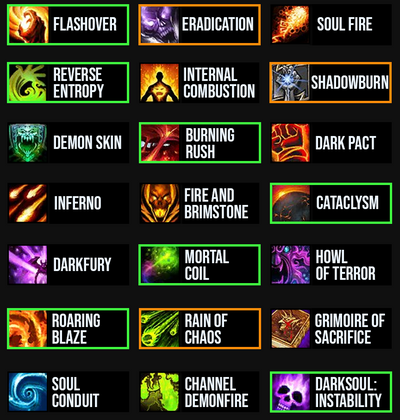 FLASHOVER
ERADICATION
SOUL FIRE
REVERSE
ENTROPY
INTERNAL
COMBUSTION
SHADOWBURN
DEMON SKIN
BURNING
RUSH
DARK PACT
INFERNO
FIRE AND
BRIMSTONE
CATACLYSM
DARKFURY
MORTAL
COIL
HOWL
OF TERROR
ROARING
BLAZE
RAIN OF
CHAOS
GRIMOIRE OF
SACRIFICE
SOUL
CONDUIT
CHANNEL
DEMONFIRE
DARKSOUL:
INSTABILITY